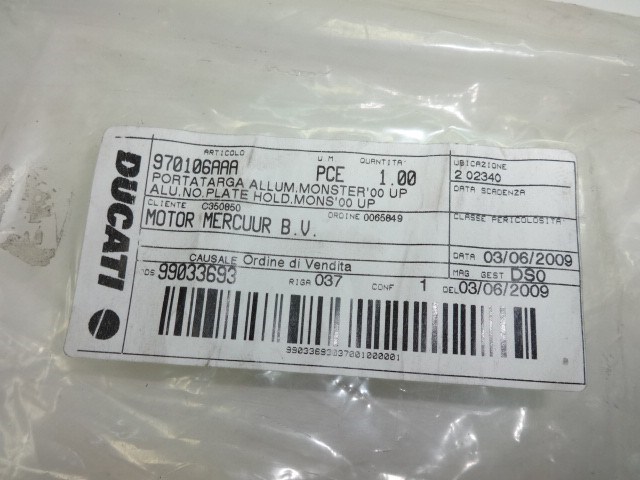 DUCATI
ARTICOLO U M QUANTITA'
970106AAA PCE 1.00
PORTATARGA ALLUM.MONSTER'00 UP
ALU.NO.PLATE HOLD.MONS'00 UP
CLIENTE C350850 ORDINE 0065849
MOTOR MERCUUR B.V.
CAUSALE Ordine di Vendita
ODS 99033693 RIGA 037 CONF 1 DEL 03/06/2009
UBICAZIONE
2 02340
DATA SCADENZA
CLASSE PERICOLOSITA
DATA 03/06/2009
MAG GEST DS0
99033693037001000001